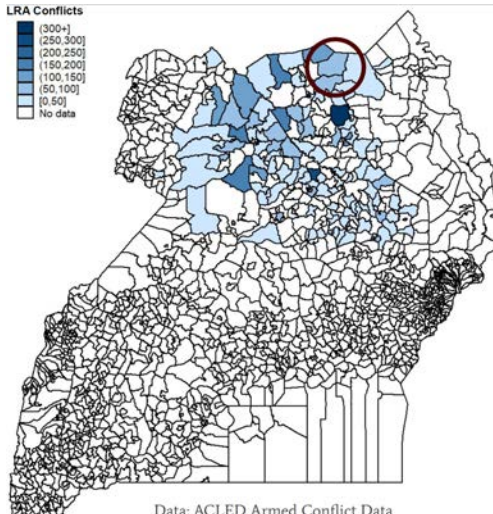 LRA Conflicts
(300+]
(250,300]
(200,250]
(150,200]
(100,150]
(50,100]
[0,50]
No data
Data: ACLED Armed Conflict Data